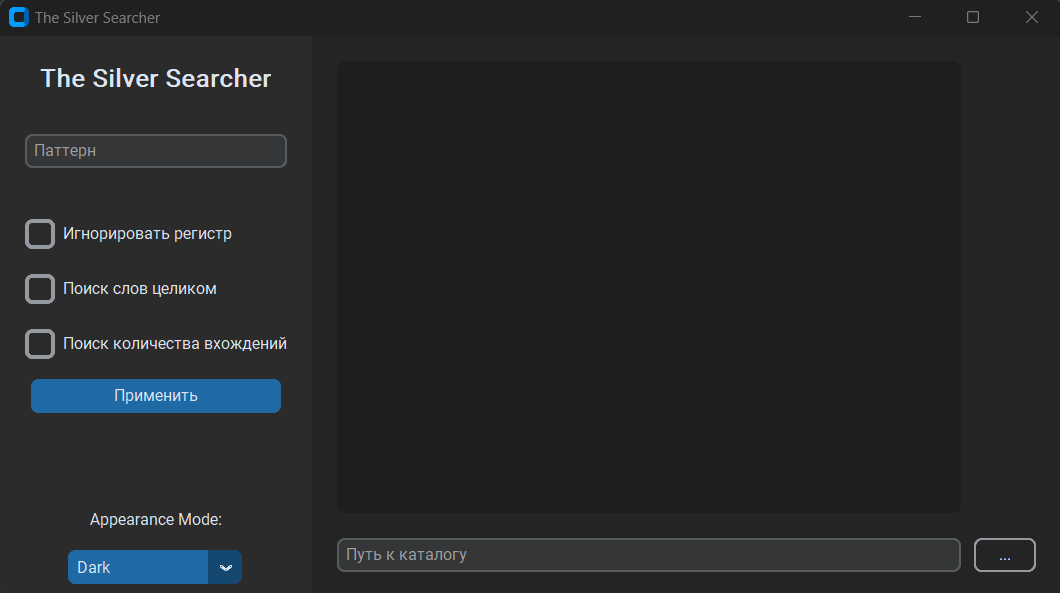 The Silver Searcher
The Silver Searcher
Паттерн
Игнорировать регистр
Поиск слов целиком
Поиск количества вхождений
Применить
Appearance Mode:
Dark
Путь к каталогу
...